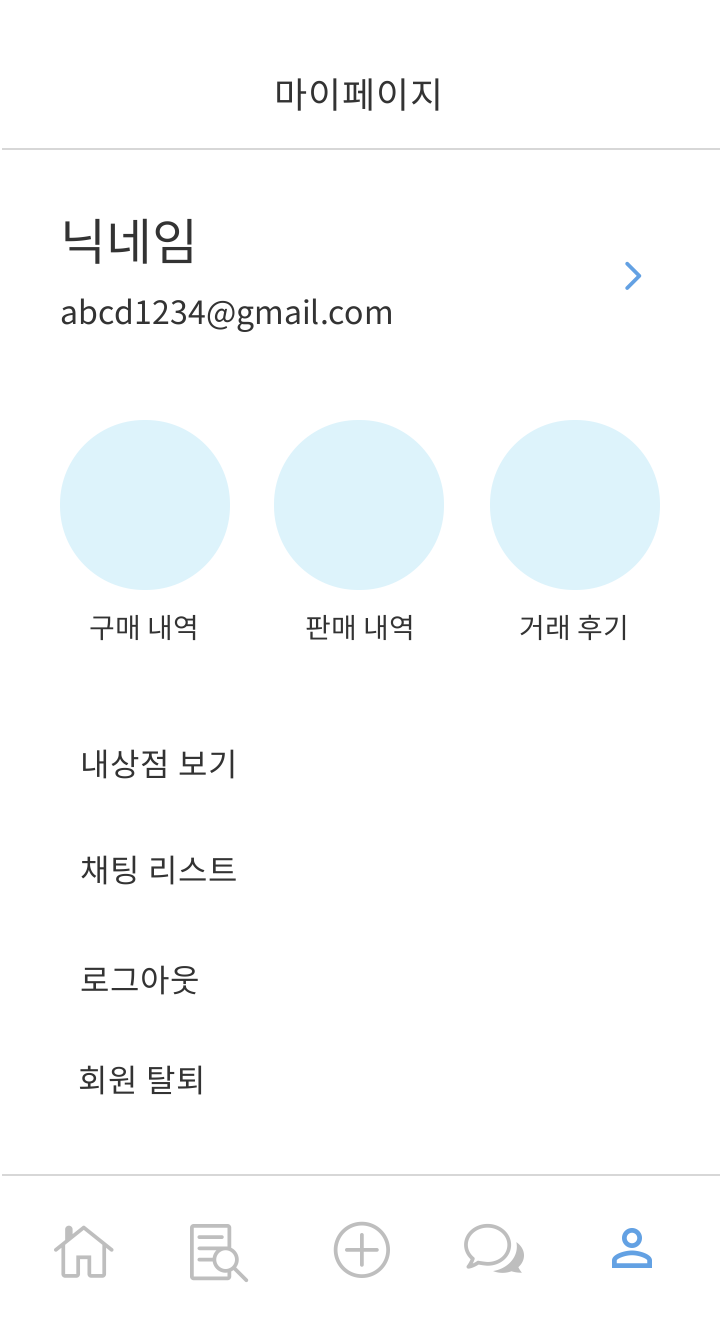 마이페이지
닉네임
abcd1234@gmail.com
구매 내역
판매 내역
거래 후기
내상점 보기
채팅 리스트
로그아웃
회원 탈퇴